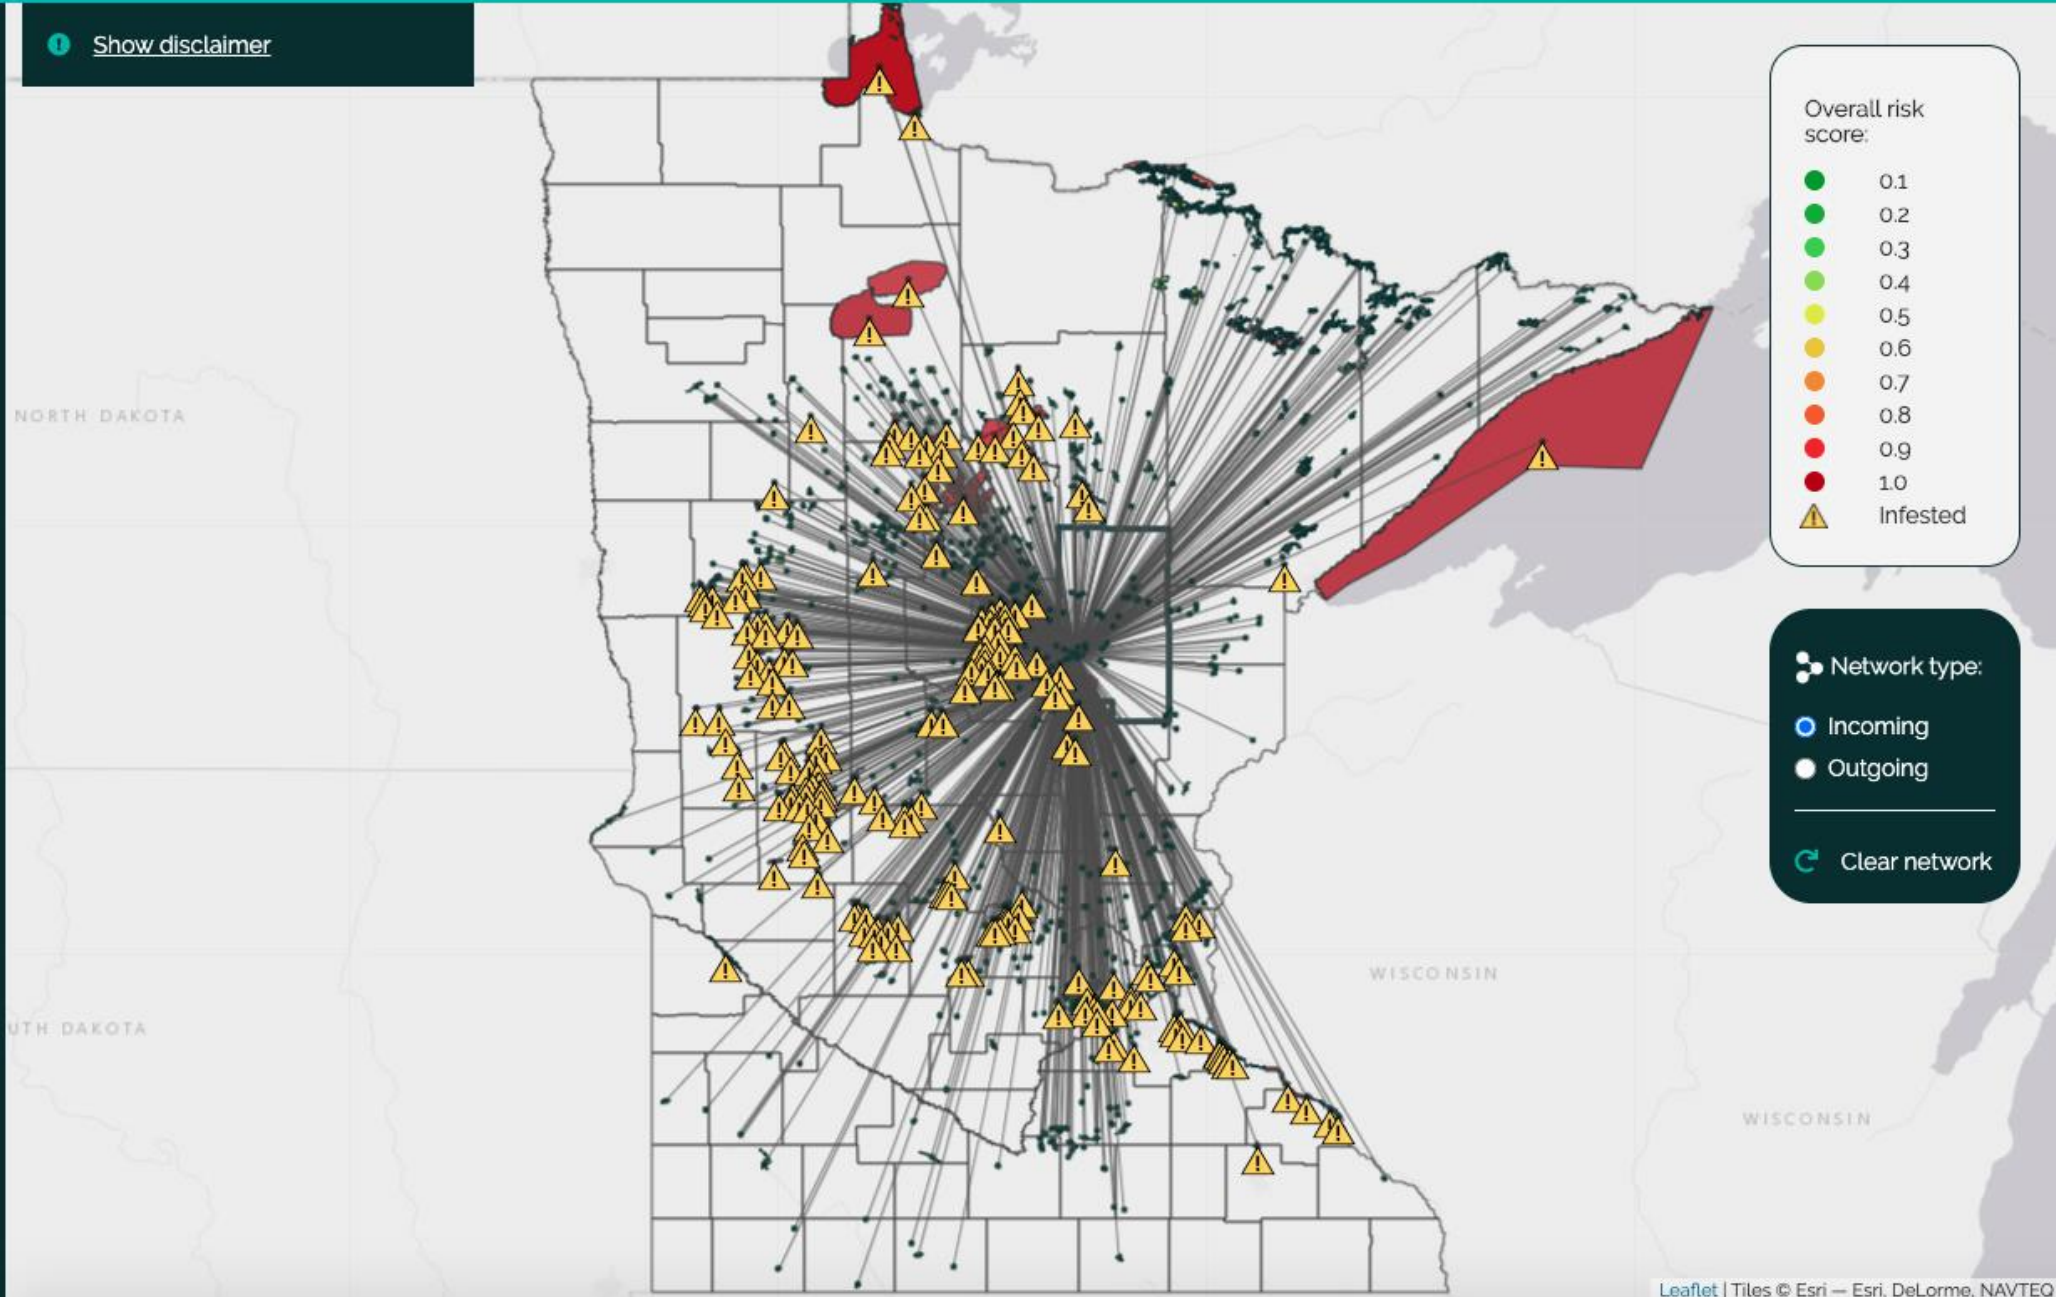 Show disclaimer
Overall risk
score:
0.1
0.2
0.3
0.4
0.5
0.6
0.7
0.8
0.9
1.0
Infested
NORTH DAKOTA
Network type:
Incoming
Outgoing
Clear network
WISCONSIN
UTH DAKOTA
WISCONSIN
Leaflet | Tiles © Esri — Esri, DeLorme, NAVTEQ